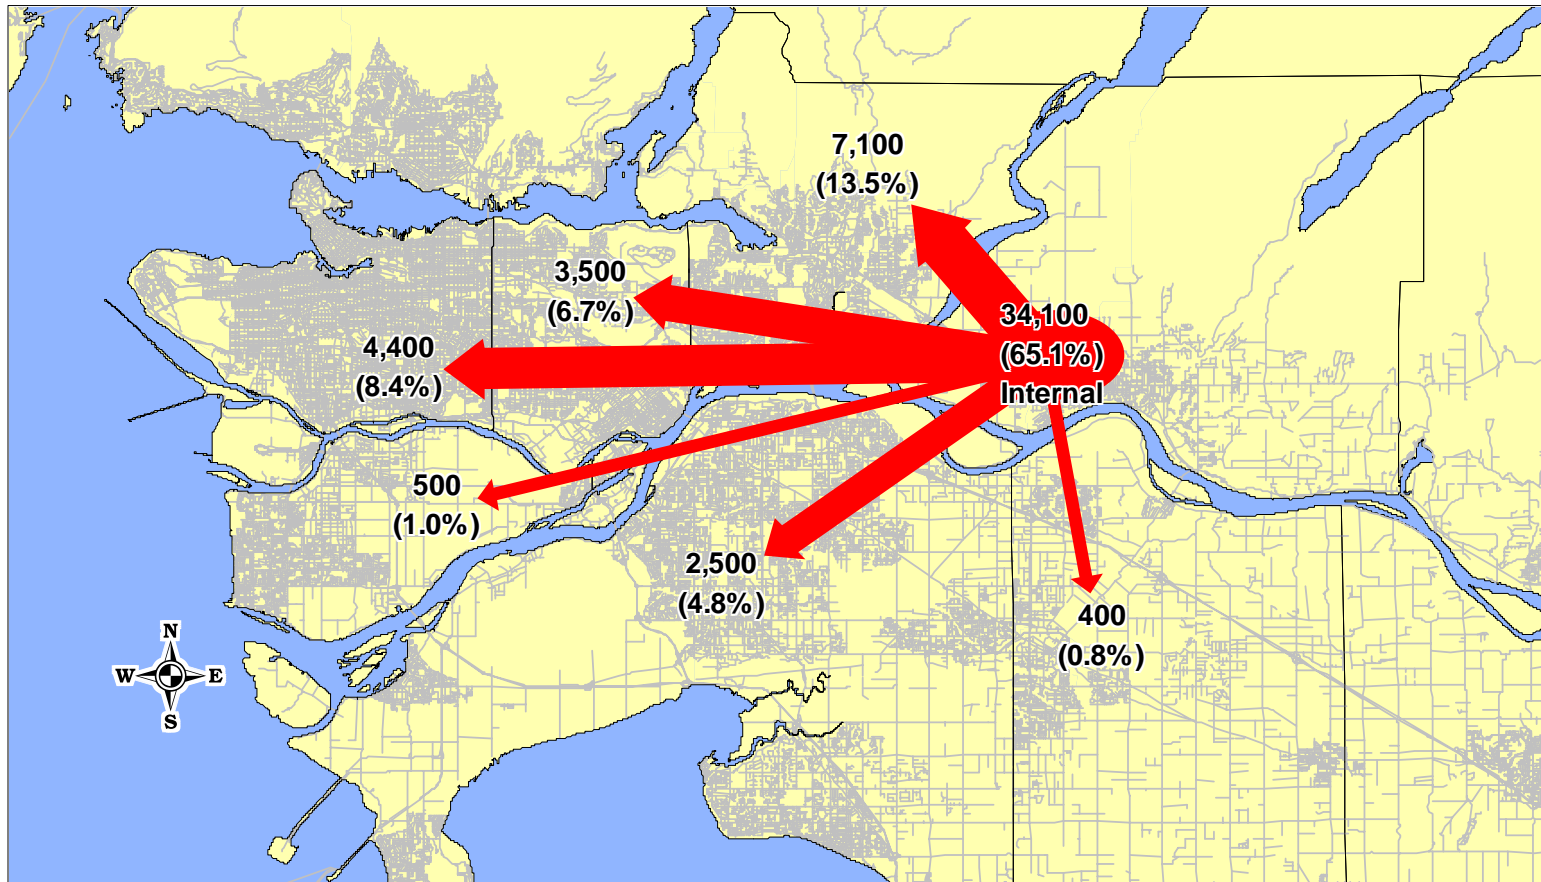 7,100
(13.5%)
3,500
(6.7%)
34,100
(65.1%)
Internal
4,400
(8.4%)
500
(1.0%)
2,500
(4.8%)
400
(0.8%)
N
W
E
S